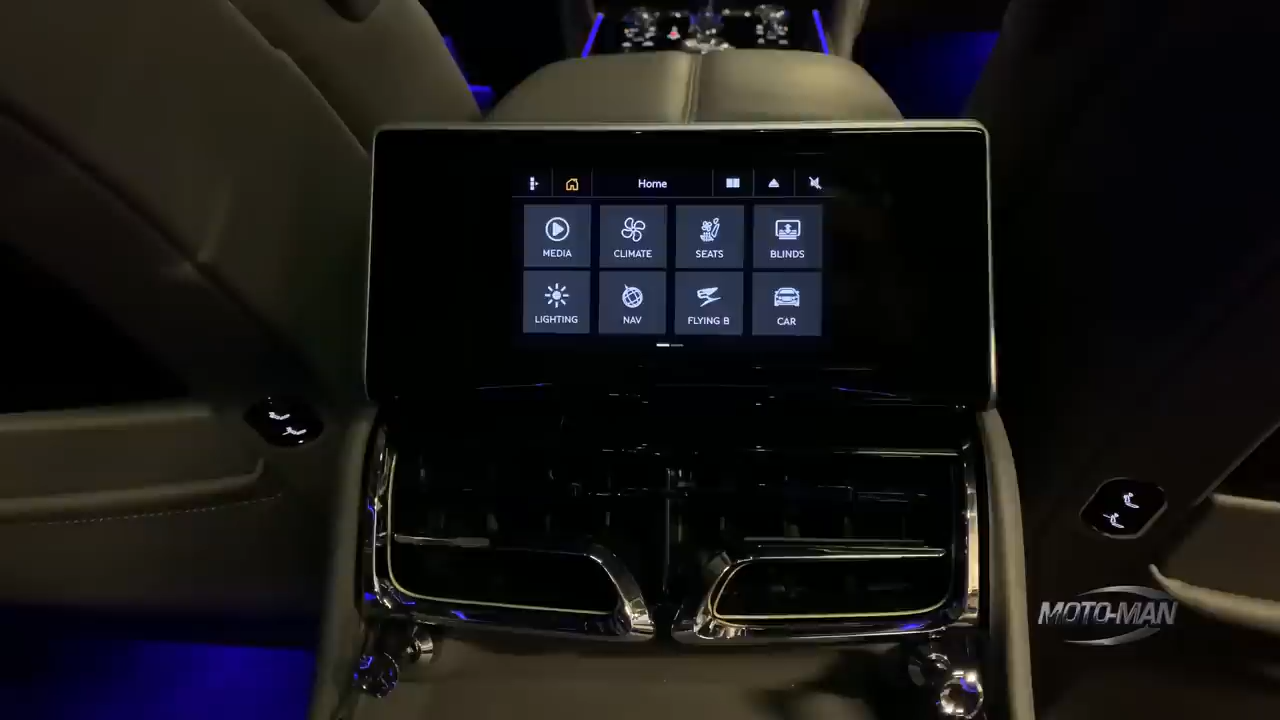 Home
MEDIA CLIMATE SEATS BLINDS
LIGHTING NAV FLYING B CAR
MOTO-MAN